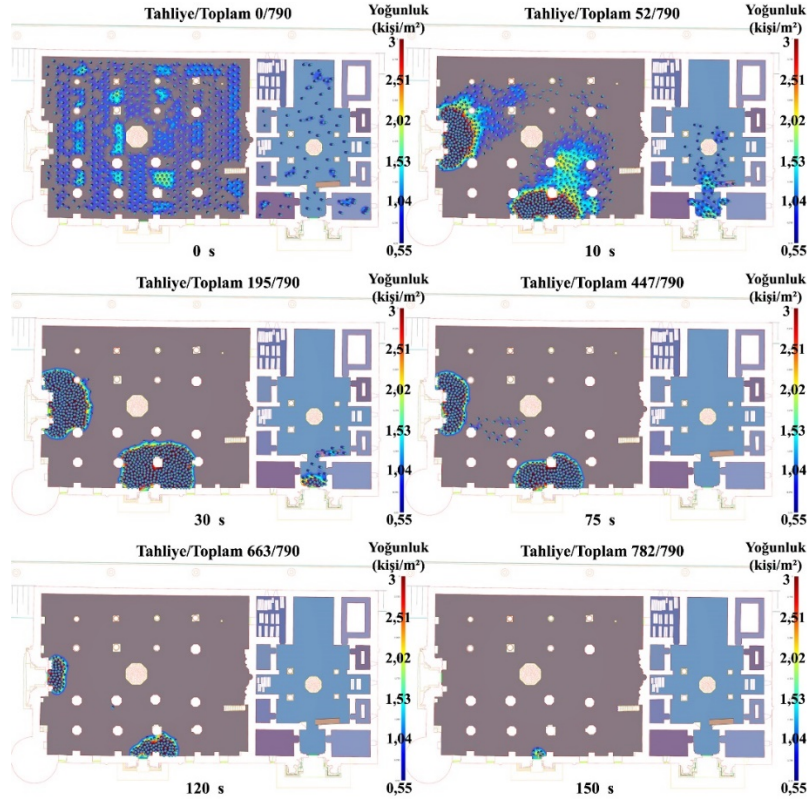 Tahliye/Toplam 0/790
Yoğunluk
(kişi/m²)
3
2,51
2,02
1,53
1,04
0,55
0 s
Tahliye/Toplam 52/790
Yoğunluk
(kişi/m²)
3
2,51
2,02
1,53
1,04
0,55
10 s
Tahliye/Toplam 195/790
Yoğunluk
(kişi/m²)
3
2,51
2,02
1,53
1,04
0,55
30 s
Tahliye/Toplam 447/790
Yoğunluk
(kişi/m²)
3
2,51
2,02
1,53
1,04
0,55
75 s
Tahliye/Toplam 663/790
Yoğunluk
(kişi/m²)
3
2,51
2,02
1,53
1,04
0,55
120 s
Tahliye/Toplam 782/790
Yoğunluk
(kişi/m²)
3
2,51
2,02
1,53
1,04
0,55
150 s